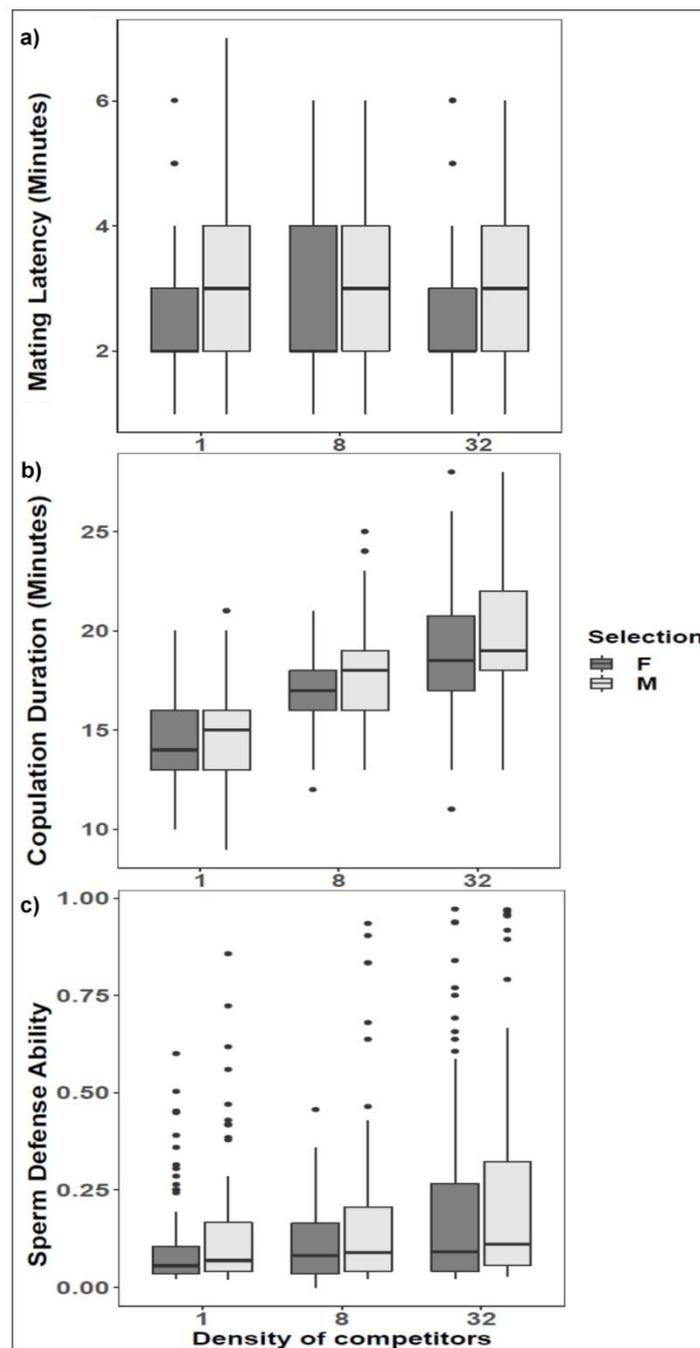 a)
Mating Latency (Minutes)
6
4
2
1 8 32
b)
Copulation Duration (Minutes)
25
20
15
10
1 8 32
Selection
F
M
c)
Sperm Defense Ability
1.00
0.75
0.50
0.25
0.00
1 8 32
Density of competitors